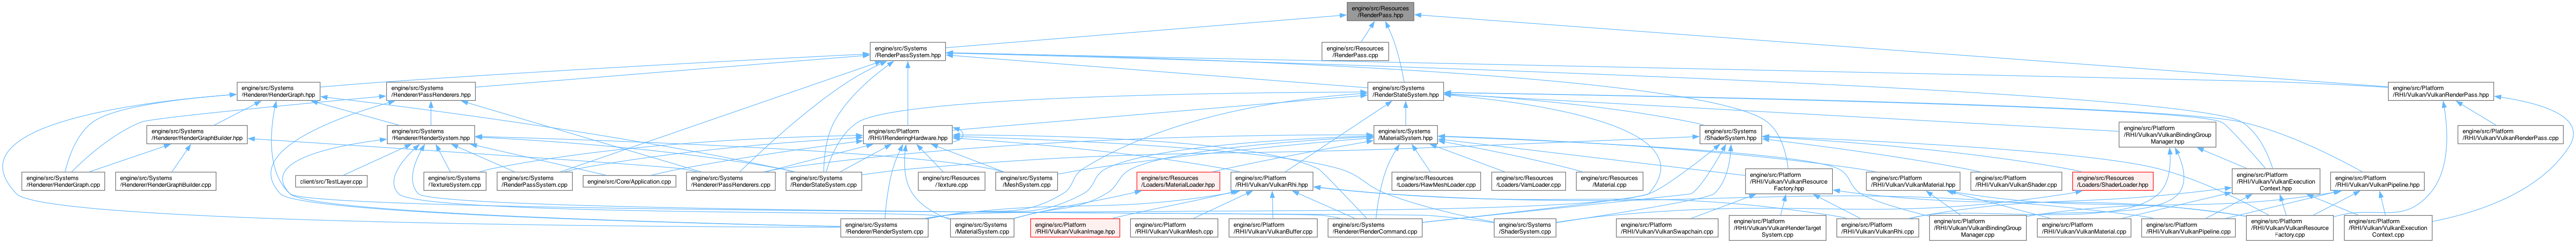 engine/src/Resources
/RenderPass.hpp
engine/src/Systems
/RenderPassSystem.hpp
engine/src/Resources
/RenderPass.cpp
engine/src/Systems
/Renderer/RenderGraph.hpp
engine/src/Systems
/Renderer/PassRenderers.hpp
engine/src/Systems
/RenderStateSystem.hpp
engine/src/Platform
/RHI/Vulkan/VulkanRenderPass.hpp
engine/src/Systems
/Renderer/RenderGraphBuilder.hpp
engine/src/Systems
/Renderer/RenderSystem.hpp
engine/src/Platform
/RHI/IRenderingHardware.hpp
engine/src/Systems
/MaterialSystem.hpp
engine/src/Systems
/ShaderSystem.hpp
engine/src/Platform
/RHI/Vulkan/VulkanBindingGroup
Manager.hpp
engine/src/Platform
/RHI/Vulkan/VulkanRenderPass.cpp
engine/src/Systems
/Renderer/RenderGraph.cpp
engine/src/Systems
/Renderer/RenderGraphBuilder.cpp
client/src/TestLayer.cpp
engine/src/Systems
/TextureSystem.cpp
engine/src/Systems
/RenderPassSystem.cpp
engine/src/Core/Application.cpp
engine/src/Systems
/Renderer/PassRenderers.cpp
engine/src/Systems
/RenderStateSystem.cpp
engine/src/Resources
/Texture.cpp
engine/src/Systems
/MeshSystem.cpp
engine/src/Resources
/Loaders/MaterialLoader.hpp
engine/src/Platform
/RHI/Vulkan/VulkanRhi.hpp
engine/src/Resources
/Loaders/RawMeshLoader.cpp
engine/src/Resources
/Loaders/VamLoader.cpp
engine/src/Resources
/Material.cpp
engine/src/Platform
/RHI/Vulkan/VulkanResource
Factory.hpp
engine/src/Platform
/RHI/Vulkan/VulkanMaterial.hpp
engine/src/Platform
/RHI/Vulkan/VulkanShader.cpp
engine/src/Resources
/Loaders/ShaderLoader.hpp
engine/src/Platform
/RHI/Vulkan/VulkanExecution
Context.hpp
engine/src/Platform
/RHI/Vulkan/VulkanPipeline.hpp
engine/src/Systems
/Renderer/RenderSystem.cpp
engine/src/Systems
/MaterialSystem.cpp
engine/src/Platform
/RHI/Vulkan/VulkanImage.hpp
engine/src/Platform
/RHI/Vulkan/VulkanMesh.cpp
engine/src/Platform
/RHI/Vulkan/VulkanBuffer.cpp
engine/src/Systems
/Renderer/RenderCommand.cpp
engine/src/Systems
/ShaderSystem.cpp
engine/src/Platform
/RHI/Vulkan/VulkanSwapchain.cpp
engine/src/Platform
/RHI/Vulkan/VulkanRenderTarget
System.cpp
engine/src/Platform
/RHI/Vulkan/VulkanRhi.cpp
engine/src/Platform
/RHI/Vulkan/VulkanBindingGroup
Manager.cpp
engine/src/Platform
/RHI/Vulkan/VulkanMaterial.cpp
engine/src/Platform
/RHI/Vulkan/VulkanPipeline.cpp
engine/src/Platform
/RHI/Vulkan/VulkanResource
Factory.cpp
engine/src/Platform
/RHI/Vulkan/VulkanExecution
Context.cpp